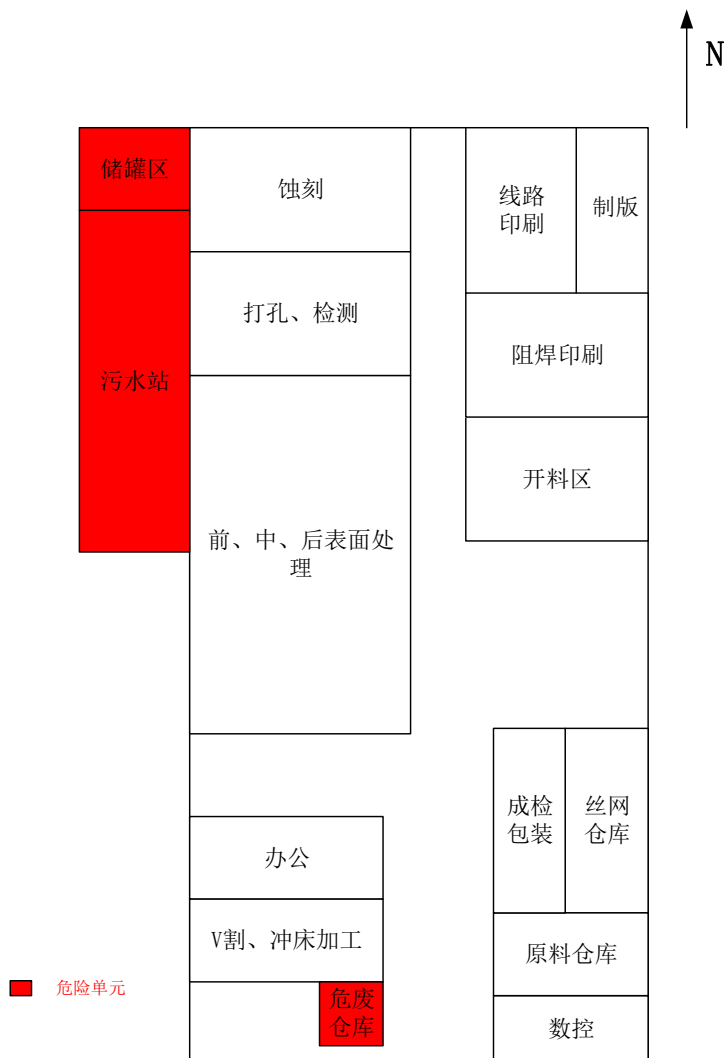 N
储罐区
蚀刻
线路
印刷
制版
打孔、检测
阻焊印刷
污水站
开料区
前、中、后表面处
理
成检
包装
丝网
仓库
办公
V割、冲床加工
原料仓库
危险单元
危废
仓库
数控